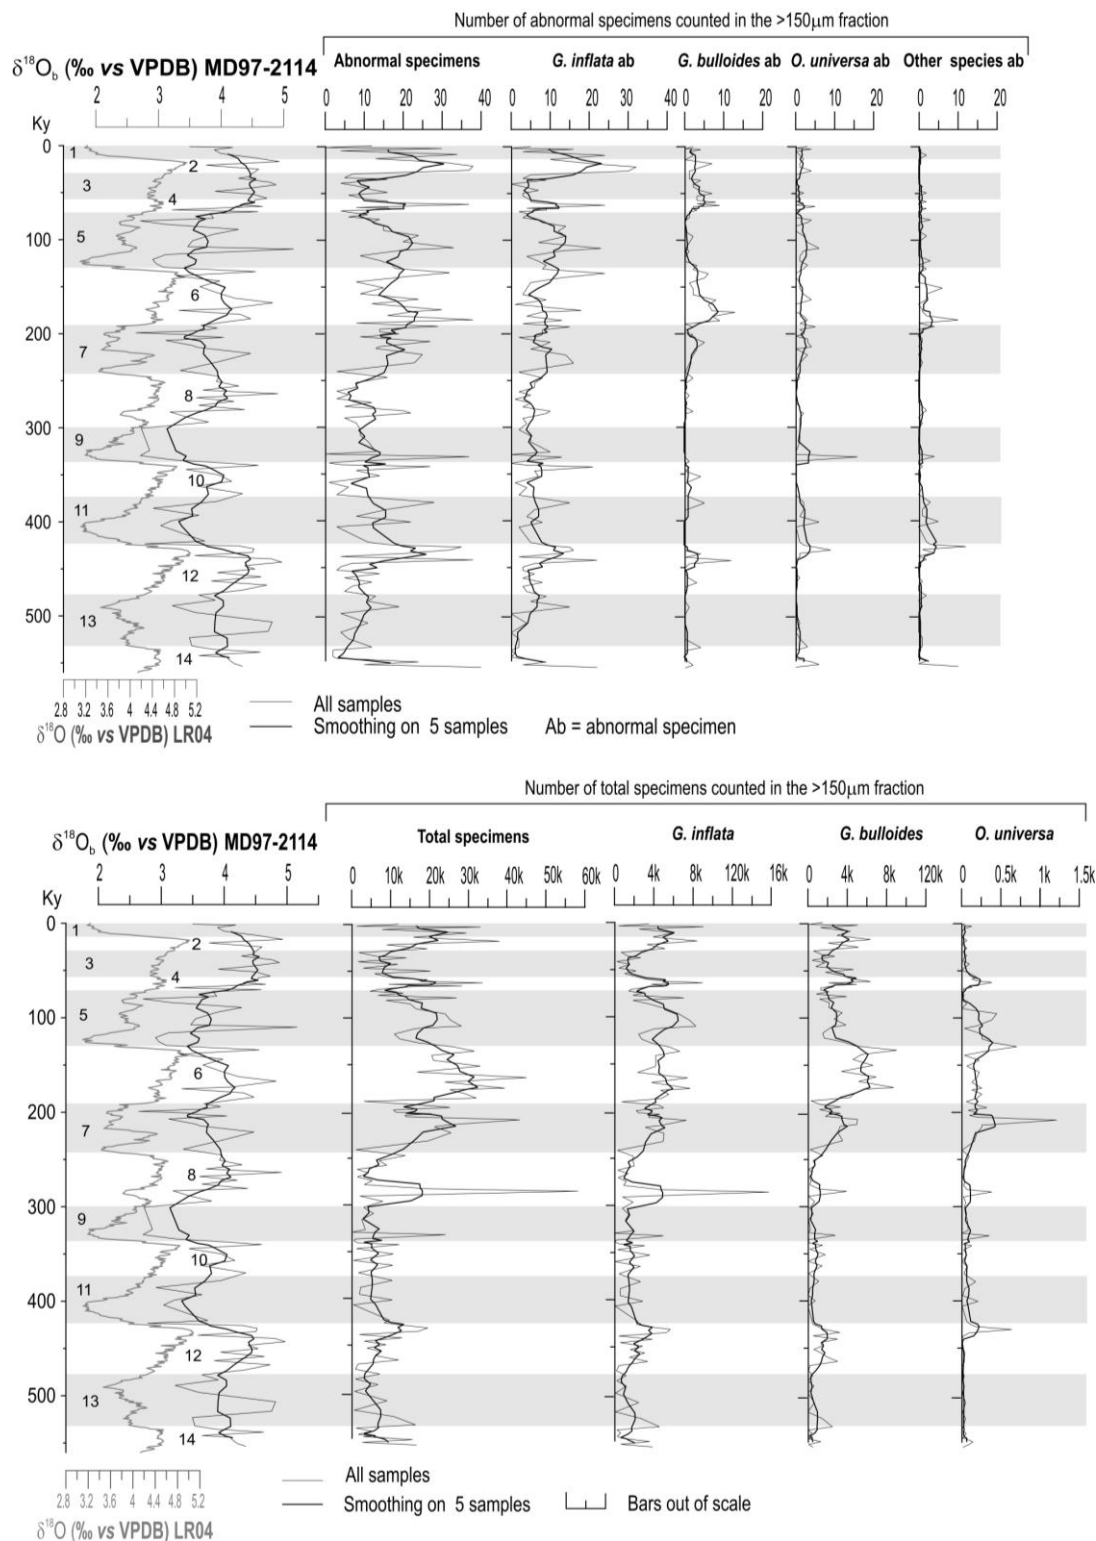 Number of abnormal specimens counted in the >150μm fraction
δ¹⁸Ob (‰ vs VPDB) MD97-2114
Abnormal specimens G. inflata ab G. bulloides ab O. universa ab Other species ab
2 3 4 5 0 10 20 30 40 0 10 20 30 40 0 10 20 0 10 20 0 10 20
Ky
0
1
2
3
4
5
100
6
200
7
8
300
9
10
11
400
12
500
13
14
2.8 3.2 3.6 4 4.4 4.8 5.2
δ¹⁸O (‰ vs VPDB) LR04
All samples
Smoothing on 5 samples Ab = abnormal specimen
Number of total specimens counted in the >150μm fraction
δ¹⁸Ob (‰ vs VPDB) MD97-2114
Total specimens G. inflata G. bulloides O. universa
2 3 4 5 0 10k 20k 30k 40k 50k 60k 0 4k 8k 120k 16k 0 4k 8k 120k 0 0.5k 1k 1.5k
Ky
0
1
2
3
4
5
100
6
200
7
8
300
9
10
11
400
12
500
13
14
2.8 3.2 3.6 4 4.4 4.8 5.2
δ¹⁸O (‰ vs VPDB) LR04
All samples
Smoothing on 5 samples Bars out of scale